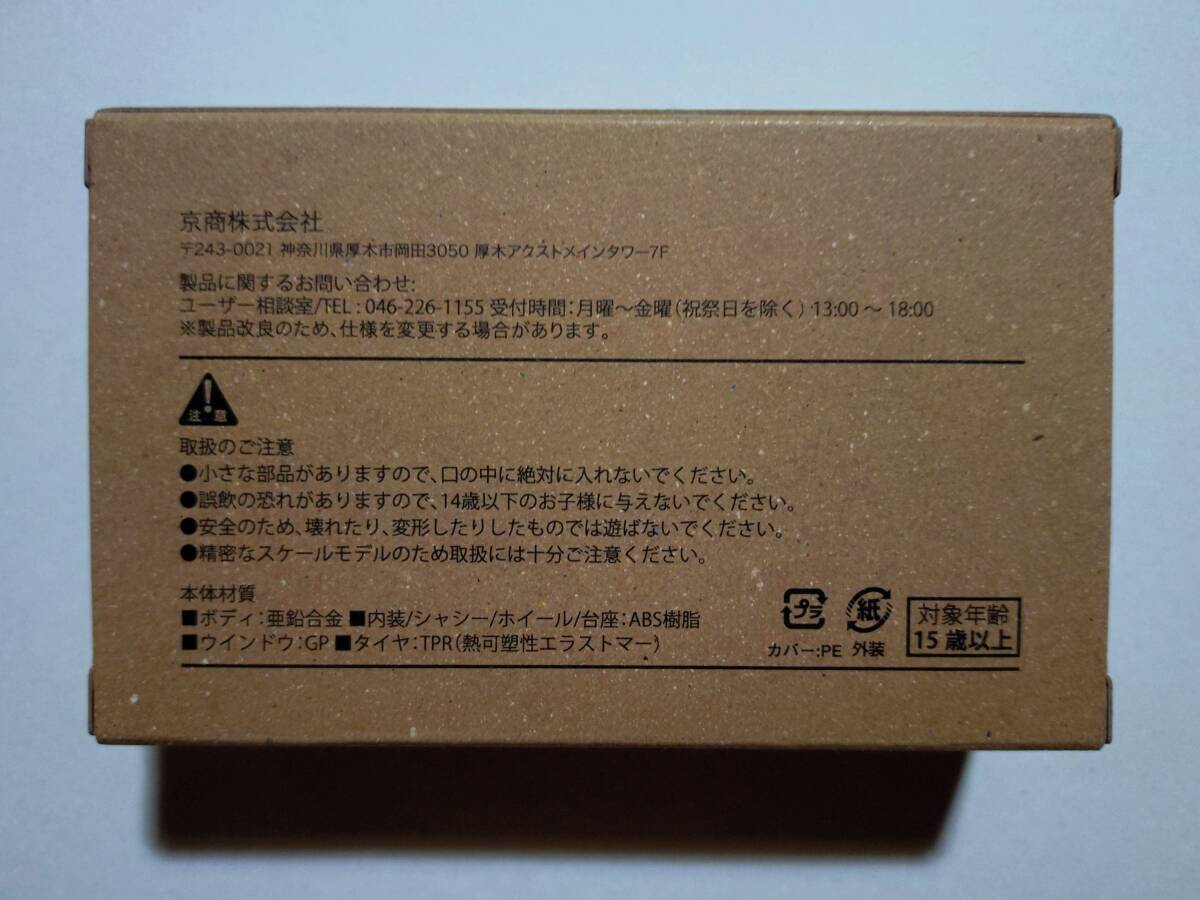 京商株式会社
〒243-0021 神奈川県厚木市岡田3050 厚木アクストメインタワー7F
製品に関するお問い合わせ:
ユーザー相談室/TEL : 046-226-1155 受付時間:月曜〜金曜(祝祭日を除く) 13:00 〜 18:00
※製品改良のため、仕様を変更する場合があります。
注意
取扱のご注意
●小さな部品がありますので、口の中に絶対に入れないでください。
●誤飲の恐れがありますので、14歳以下のお子様に与えないでください。
●安全のため、壊れたり、変形したりしたものでは遊ばないでください。
●精密なスケールモデルのため取扱には十分ご注意ください。
本体材質
■ボディ:亜鉛合金 ■内装/シャシー/ホイール/台座:ABS樹脂
■ウインドウ:GP ■タイヤ:TPR(熱可塑性エラストマー)
プラ
カバー:PE
紙
外装
対象年齢
15 歳以上